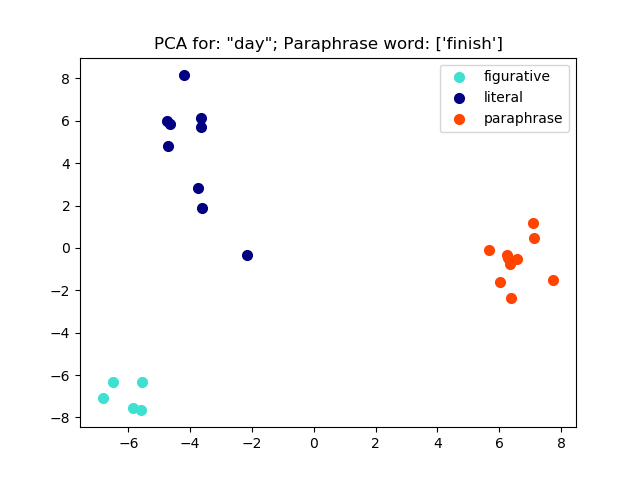 PCA for: "day"; Paraphrase word: ['finish']
figurative
literal
paraphrase
8
6
4
2
0
−2
−4
−6
−8
−6 −4 −2 0 2 4 6 8